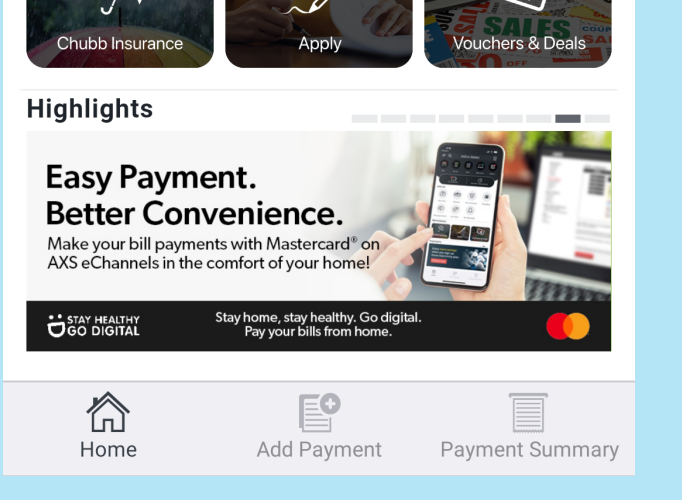 Chubb Insurance
Apply
Vouchers & Deals
SALES
OFF
Highlights
Easy Payment.
Better Convenience.
Make your bill payments with Mastercard® on
AXS eChannels in the comfort of your home!
STAY HEALTHY
GO DIGITAL
Stay home, stay healthy. Go digital.
Pay your bills from home.
Home
Add Payment
Payment Summary